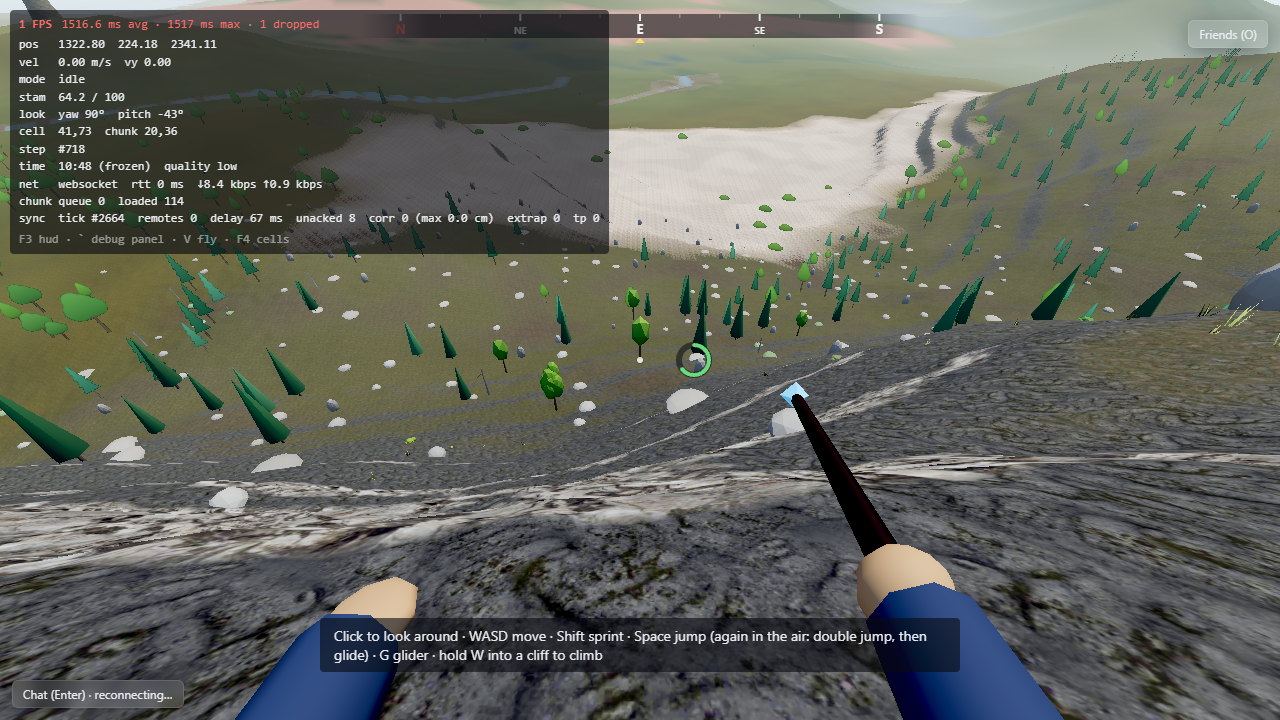 1 FPS 1516.6 ms avg · 1517 ms max · 1 dropped
pos 1322.80 224.18 2341.11
vel 0.00 m/s vy 0.00
mode idle
stam 64.2 / 100
look yaw 90° pitch -43°
cell 41,73 chunk 20,36
step #718
time 10:48 (frozen) quality low
net websocket rtt 0 ms ↓8.4 kbps ↑0.9 kbps
chunk queue 0 loaded 114
sync tick #2664 remotes 0 delay 67 ms unacked 8 corr 0 (max 0.0 cm) extrap 0 tp 0
F3 hud · ` debug panel · V fly · F4 cells
N NE E SE S
Friends (O)
Click to look around · WASD move · Shift sprint · Space jump (again in the air: double jump, then
glide) · G glider · hold W into a cliff to climb
Chat (Enter) · reconnecting...